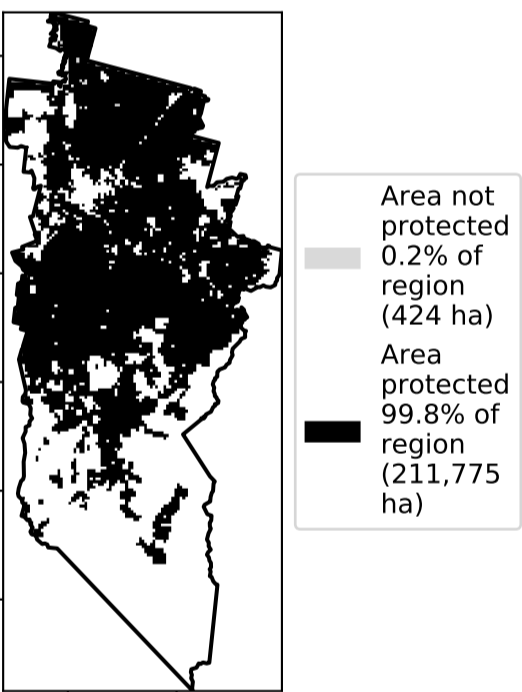 Area not
protected
0.2% of
region
(424 ha)
Area
protected
99.8% of
region
(211,775
ha)